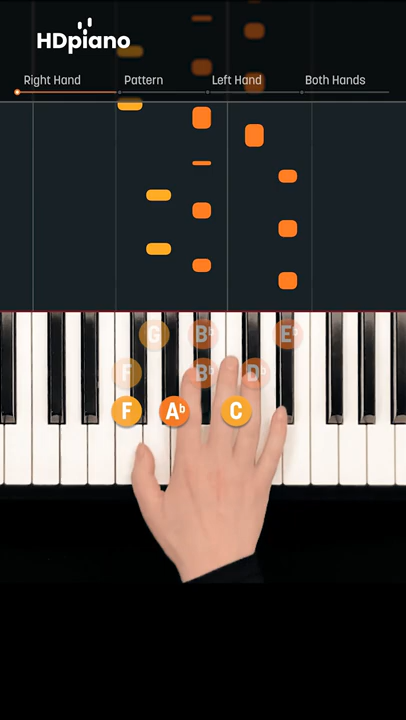 HDpiano
Right Hand Pattern Left Hand Both Hands
G B♭ E♭
F B♭ D♭
F A♭ C